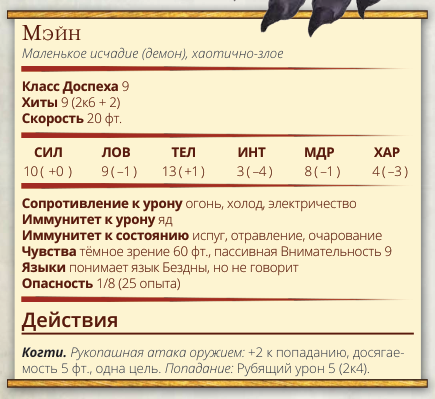 Мэйн
Маленькое исчадие (демон), хаотично-злое
Класс Доспеха 9
Хиты 9 (2к6 + 2)
Скорость 20 фт.
СИЛ ЛОВ ТЕЛ ИНТ МДР ХАР
10 ( +0 ) 9 ( –1 ) 13 ( +1 ) 3 ( –4 ) 8 ( –1 ) 4 ( –3 )
Сопротивление к урону огонь, холод, электричество
Иммунитет к урону яд
Иммунитет к состоянию испуг, отравление, очарование
Чувства тёмное зрение 60 фт., пассивная Внимательность 9
Языки понимает язык Бездны, но не говорит
Опасность 1/8 (25 опыта)
Действия
Когти. Рукопашная атака оружием: +2 к попаданию, досягае-
мость 5 фт., одна цель. Попадание: Рубящий урон 5 (2к4).